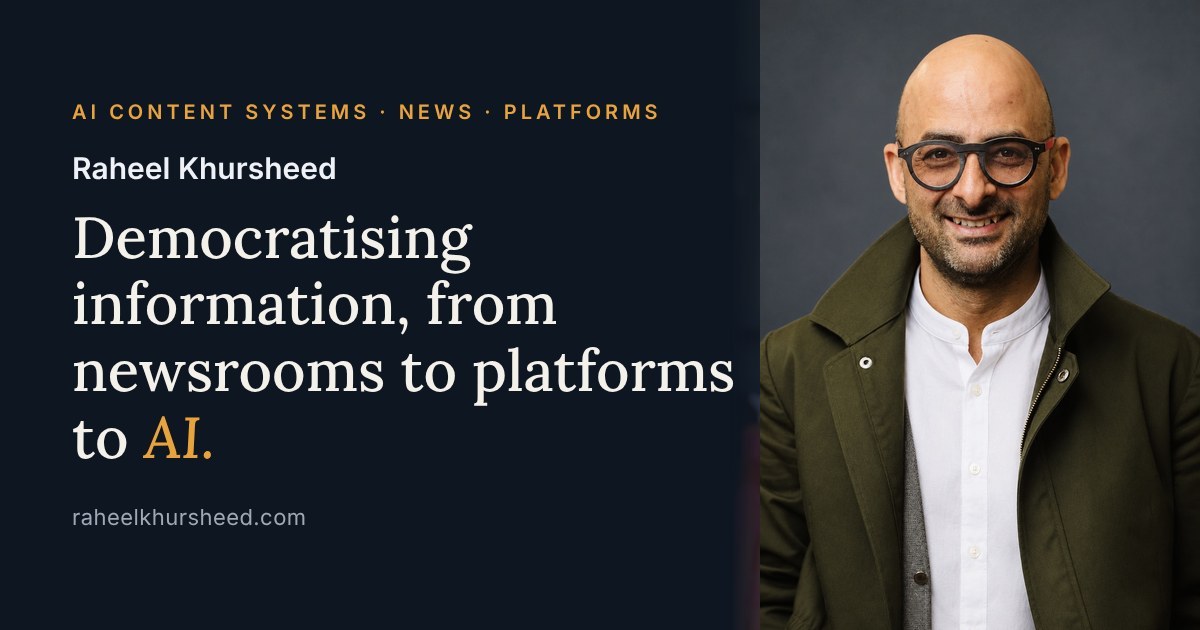 AI CONTENT SYSTEMS · NEWS · PLATFORMS
Raheel Khursheed
Democratising
information, from
newsrooms to platforms
to AI.
raheelkhursheed.com